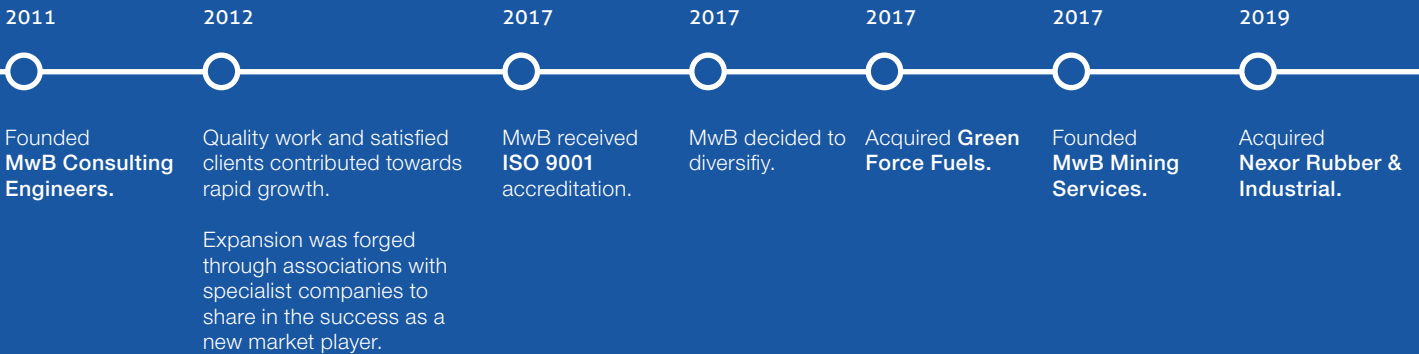 2011
Founded
MwB Consulting
Engineers.
2012
Quality work and satisfied
clients contributed towards
rapid growth.
Expansion was forged
through associations with
specialist companies to
share in the success as a
new market player.
2017
MwB received
ISO 9001
accreditation.
2017
MwB decided to
diversifiy.
2017
Acquired Green
Force Fuels.
2017
Founded
MwB Mining
Services.
2019
Acquired
Nexor Rubber &
Industrial.